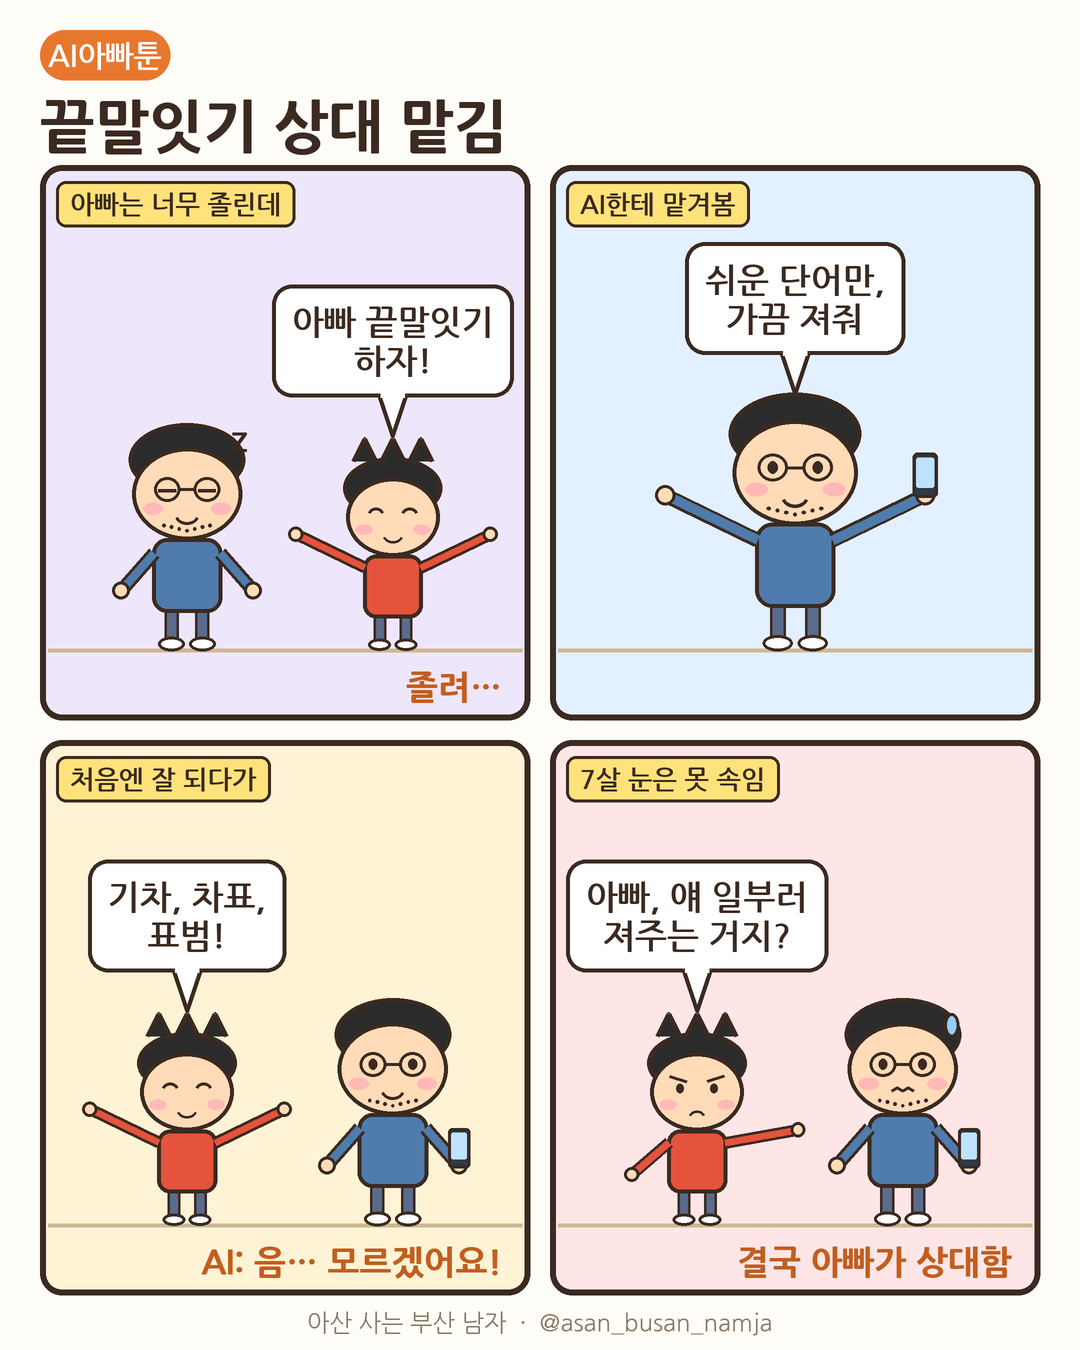 AI아빠툰
끝말잇기 상대 맡김
아빠는 너무 졸린데
아빠 끝말잇기
하자!
z
졸려…
AI한테 맡겨봄
쉬운 단어만,
가끔 져줘
처음엔 잘 되다가
기차, 차표,
표범!
AI: 음… 모르겠어요!
7살 눈은 못 속임
아빠, 얘 일부러
져주는 거지?
결국 아빠가 상대함
아산 사는 부산 남자 · @asan_busan_namja